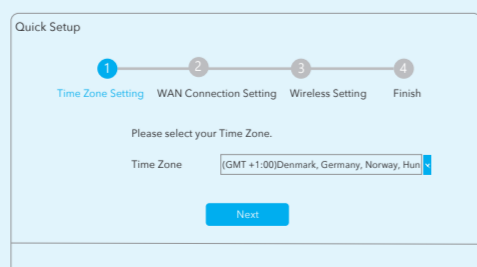 Quick Setup
1 2 3 4
Time Zone Setting WAN Connection Setting Wireless Setting Finish
Please select your Time Zone.
Time Zone (GMT +1:00)Denmark, Germany, Norway, Hun
Next